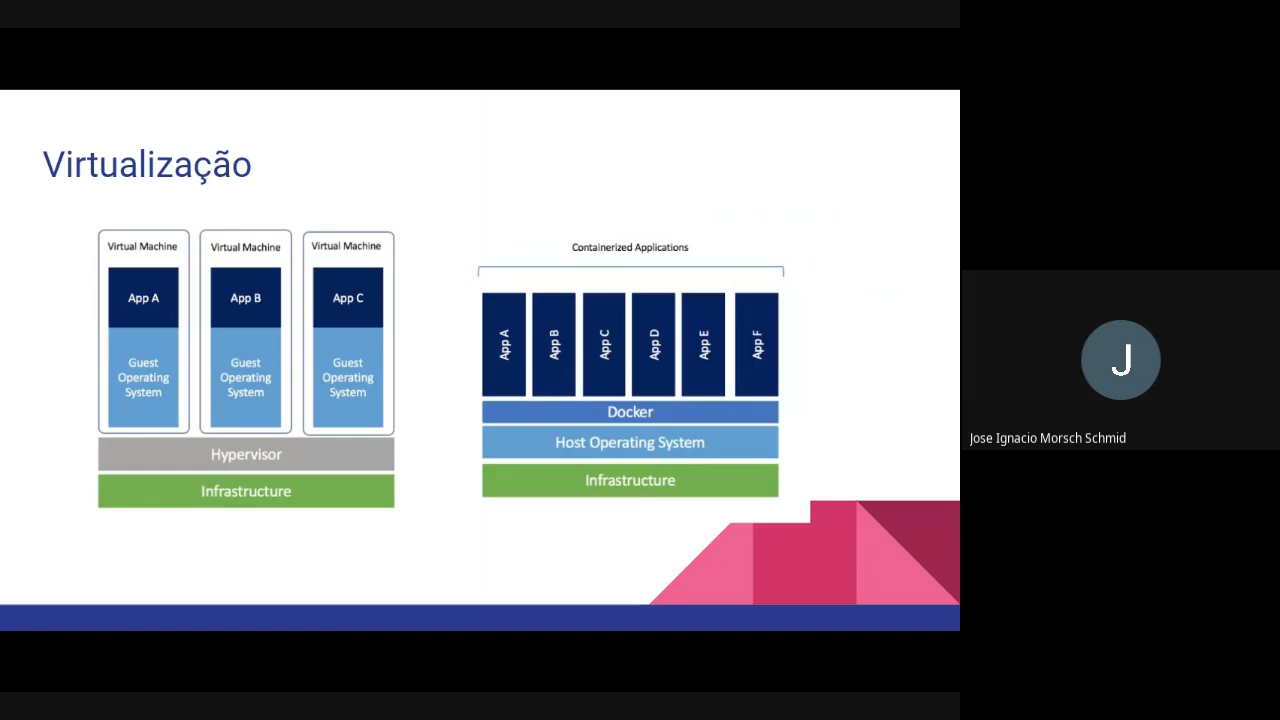 Virtualização
Virtual Machine
Virtual Machine
Virtual Machine
App A
App B
App C
Guest
Operating
System
Guest
Operating
System
Guest
Operating
System
Hypervisor
Infrastructure
Containerized Applications
App A
App B
App C
App D
App E
App F
Docker
Host Operating System
Infrastructure
J
Jose Ignacio Morsch Schmid